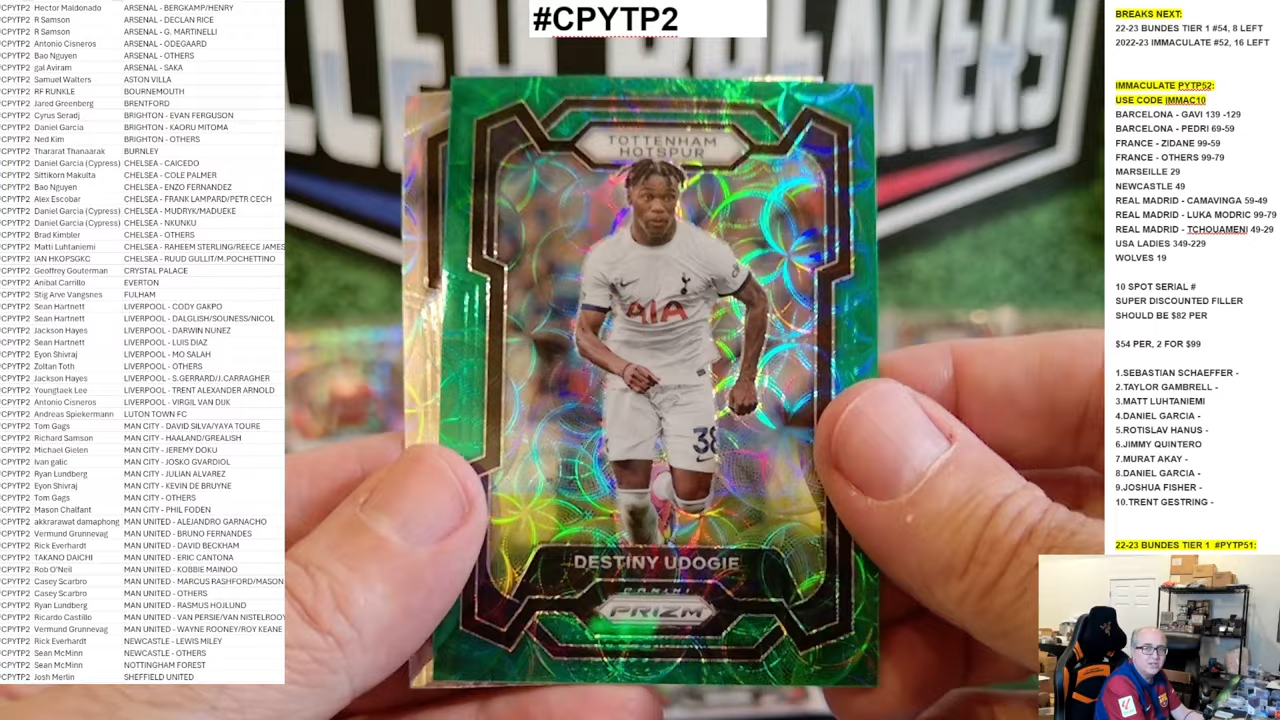 #CPYTP2
CPYTP2 Hector Maldonado ARSENAL - BERGKAMP/HENRY
CPYTP2 R Samson ARSENAL - DECLAN RICE
CPYTP2 R Samson ARSENAL - G. MARTINELLI
CPYTP2 Antonio Cisneros ARSENAL - ODEGAARD
CPYTP2 Bao Nguyen ARSENAL - OTHERS
CPYTP2 gal Aviram ARSENAL - SAKA
CPYTP2 Samuel Walters ASTON VILLA
CPYTP2 RF RUNKLE BOURNEMOUTH
CPYTP2 Jared Greenberg BRENTFORD
CPYTP2 Cyrus Seradj BRIGHTON - EVAN FERGUSON
CPYTP2 Daniel Garcia BRIGHTON - KAORU MITOMA
CPYTP2 Ned Kim BRIGHTON - OTHERS
CPYTP2 Thararat Thanaarak BURNLEY
CPYTP2 Daniel Garcia (Cypress) CHELSEA - CAICEDO
CPYTP2 Sittikorn Makulta CHELSEA - COLE PALMER
CPYTP2 Bao Nguyen CHELSEA - ENZO FERNANDEZ
CPYTP2 Alex Escobar CHELSEA - FRANK LAMPARD/PETR CECH
CPYTP2 Daniel Garcia (Cypress) CHELSEA - MUDRYK/MADUEKE
CPYTP2 Daniel Garcia (Cypress) CHELSEA - NKUNKU
CPYTP2 Brad Kimbler CHELSEA - OTHERS
CPYTP2 Matti Luhtaniemi CHELSEA - RAHEEM STERLING/REECE JAMES
CPYTP2 IAN HKOPSGKC CHELSEA - RUUD GULLIT/M.POCHETTINO
CPYTP2 Geoffrey Gouterman CRYSTAL PALACE
CPYTP2 Anibal Carrillo EVERTON
CPYTP2 Stig Arve Vangsnes FULHAM
CPYTP2 Sean Hartnett LIVERPOOL - CODY GAKPO
CPYTP2 Sean Hartnett LIVERPOOL - DALGLISH/SOUNESS/NICOL
CPYTP2 Jackson Hayes LIVERPOOL - DARWIN NUNEZ
CPYTP2 Sean Hartnett LIVERPOOL - LUIS DIAZ
CPYTP2 Eyon Shivraj LIVERPOOL - MO SALAH
CPYTP2 Zoltan Toth LIVERPOOL - OTHERS
CPYTP2 Jackson Hayes LIVERPOOL - S.GERRARD/J.CARRAGHER
CPYTP2 Youngtaek Lee LIVERPOOL - TRENT ALEXANDER ARNOLD
CPYTP2 Antonio Cisneros LIVERPOOL - VIRGIL VAN DIJK
CPYTP2 Andreas Spiekermann LUTON TOWN FC
CPYTP2 Tom Gags MAN CITY - DAVID SILVA/YAYA TOURE
CPYTP2 Richard Samson MAN CITY - HAALAND/GREALISH
CPYTP2 Michael Gielen MAN CITY - JEREMY DOKU
CPYTP2 ivan galic MAN CITY - JOSKO GVARDIOL
CPYTP2 Ryan Lundberg MAN CITY - JULIAN ALVAREZ
CPYTP2 Eyon Shivraj MAN CITY - KEVIN DE BRUYNE
CPYTP2 Tom Gags MAN CITY - OTHERS
CPYTP2 Mason Chalfant MAN CITY - PHIL FODEN
CPYTP2 akkrarawat damaphong MAN UNITED - ALEJANDRO GARNACHO
CPYTP2 Vermund Grunnevag MAN UNITED - BRUNO FERNANDES
CPYTP2 Rick Everhardt MAN UNITED - DAVID BECKHAM
CPYTP2 TAKANO DAICHI MAN UNITED - ERIC CANTONA
CPYTP2 Rob O'Neil MAN UNITED - KOBBIE MAINOO
CPYTP2 Casey Scarbro MAN UNITED - MARCUS RASHFORD/MASON
CPYTP2 Casey Scarbro MAN UNITED - OTHERS
CPYTP2 Ryan Lundberg MAN UNITED - RASMUS HOJLUND
CPYTP2 Ricardo Castillo MAN UNITED - VAN PERSIE/VAN NISTELROOY
CPYTP2 Vermund Grunnevag MAN UNITED - WAYNE ROONEY/ROY KEANE
CPYTP2 Rick Everhardt NEWCASTLE - LEWIS MILEY
CPYTP2 Sean McMinn NEWCASTLE - OTHERS
CPYTP2 Sean McMinn NOTTINGHAM FOREST
CPYTP2 Josh Merlin SHEFFIELD UNITED
TOTTENHAM
HOTSPUR
AIA
38
DESTINY UDOGIE
PANINI
PRIZM
BREAKS NEXT:
22-23 BUNDES TIER 1 #54, 8 LEFT
2022-23 IMMACULATE #52, 16 LEFT
IMMACULATE PYTP52:
USE CODE IMMAC10
BARCELONA - GAVI 139 -129
BARCELONA - PEDRI 69-59
FRANCE - ZIDANE 99-59
FRANCE - OTHERS 99-79
MARSEILLE 29
NEWCASTLE 49
REAL MADRID - CAMAVINGA 59-49
REAL MADRID - LUKA MODRIC 99-79
REAL MADRID - TCHOUAMENI 49-29
USA LADIES 349-229
WOLVES 19
10 SPOT SERIAL #
SUPER DISCOUNTED FILLER
SHOULD BE $82 PER
$54 PER, 2 FOR $99
1.SEBASTIAN SCHAEFFER -
2.TAYLOR GAMBRELL -
3.MATT LUHTANIEMI
4.DANIEL GARCIA -
5.ROTISLAV HANUS -
6.JIMMY QUINTERO
7.MURAT AKAY -
8.DANIEL GARCIA -
9.JOSHUA FISHER -
10.TRENT GESTRING -
22-23 BUNDES TIER 1 #PYTP51: